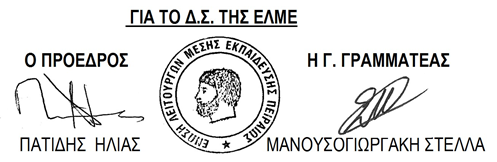 ΓΙΑ ΤΟ Δ.Σ. ΤΗΣ ΕΛΜΕ
Ο ΠΡΟΕΔΡΟΣ
Η Γ. ΓΡΑΜΜΑΤΕΑΣ
ΕΝΩΣΗ ΛΕΙΤΟΥΡΓΩΝ ΜΕΣΗΣ ΕΚΠΑΙΔΕΥΣΗΣ ΠΕΙΡΑΙΩΣ
ΠΑΤΙΔΗΣ ΗΛΙΑΣ
ΜΑΝΟΥΣΟΓΙΩΡΓΑΚΗ ΣΤΕΛΛΑ